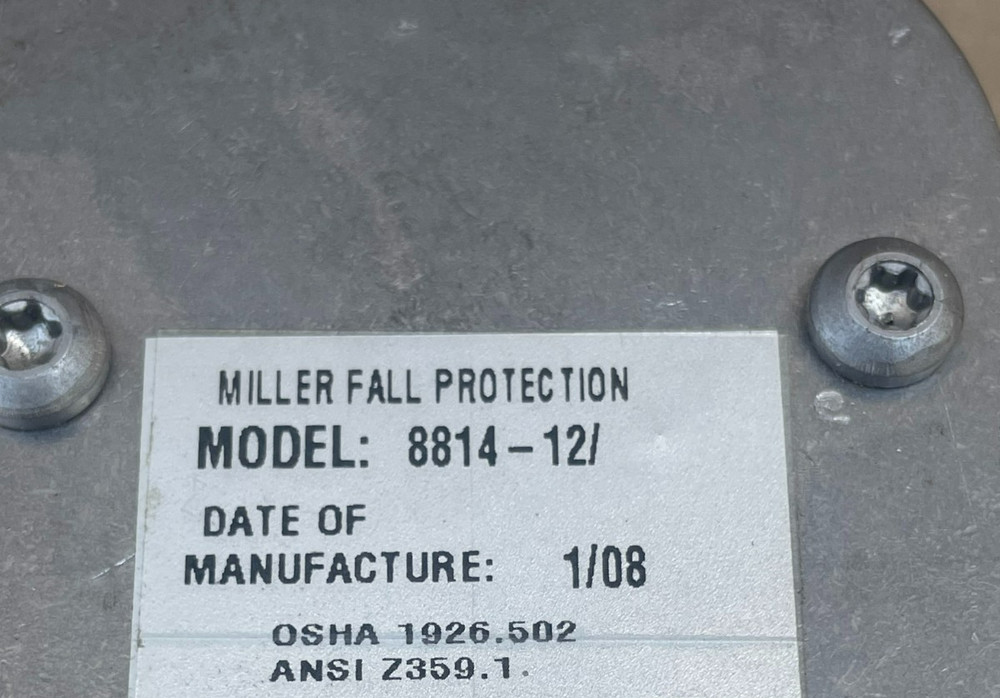 MILLER FALL PROTECTION
MODEL: 8814-12/
DATE OF
MANUFACTURE: 1/08
OSHA 1926.502
ANSI Z359.1.